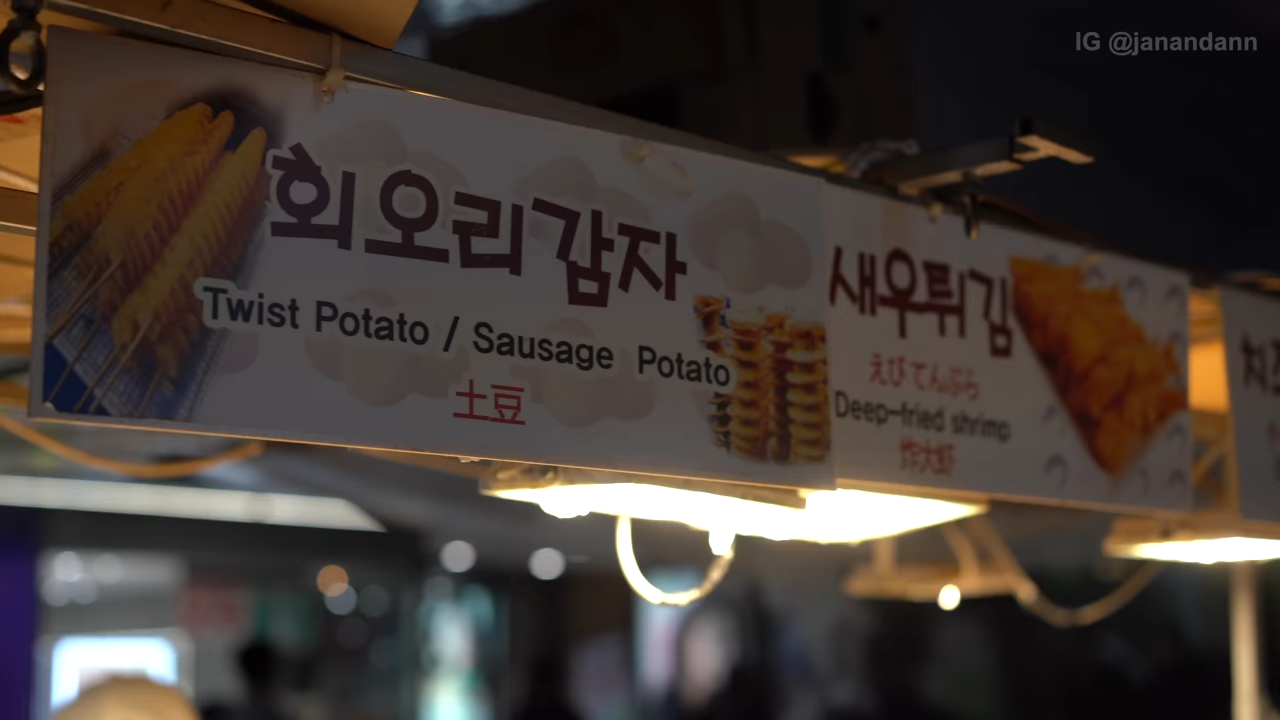 IG @janandann
회오리감자
Twist Potato / Sausage Potato
土豆
새우튀김
えびてんぷら
Deep-fried shrimp
炸大虾